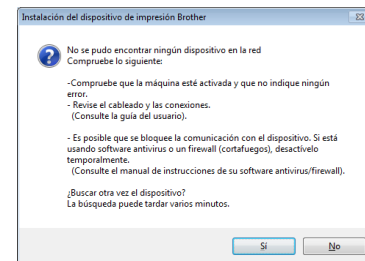 Instalación del dispositivo de impresión Brother
No se pudo encontrar ningún dispositivo en la red
Compruebe lo siguiente:
-Compruebe que la máquina esté activada y que no indique ningún
error.
- Revise el cableado y las conexiones.
(Consulte la guía del usuario).
- Es posible que se bloquee la comunicación con el dispositivo. Si está
usando software antivirus o un firewall (cortafuegos), desactívelo
temporalmente.
(Consulte el manual de instrucciones de su software antivirus/firewall).
¿Buscar otra vez el dispositivo?
La búsqueda puede tardar varios minutos.
Sí
No